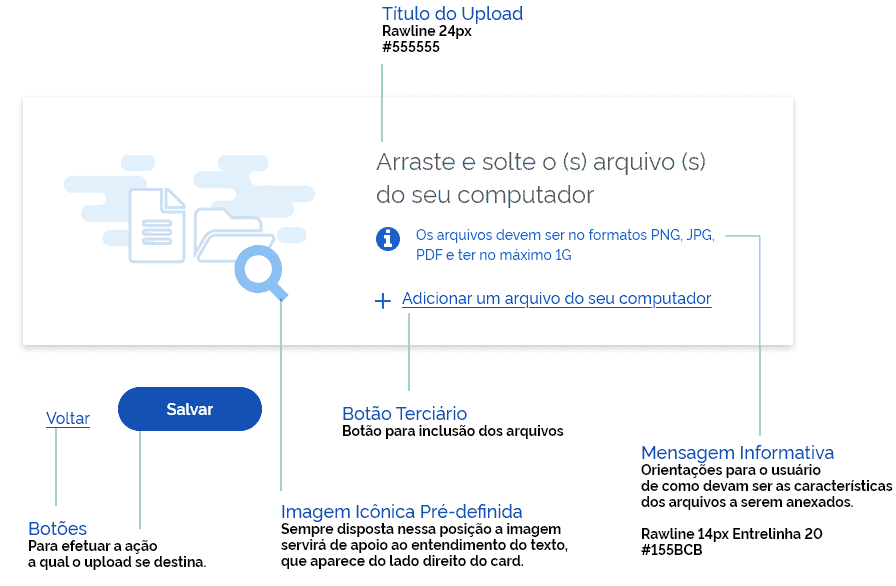 Título do Upload
Rawline 24px
#555555
Arraste e solte o (s) arquivo (s)
do seu computador
Os arquivos devem ser no formatos PNG, JPG,
PDF e ter no máximo 1G
Adicionar um arquivo do seu computador
Voltar
Salvar
Botão Terciário
Botão para inclusão dos arquivos
Mensagem Informativa
Orientações para o usuário
de como devam ser as características
dos arquivos a serem anexados.
Rawline 14px Entrelinha 20
#155BCB
Imagem Icônica Pré-definida
Sempre disposta nessa posição a imagem
servirá de apoio ao entendimento do texto,
que aparece do lado direito do card.
Botões
Para efetuar a ação
a qual o upload se destina.